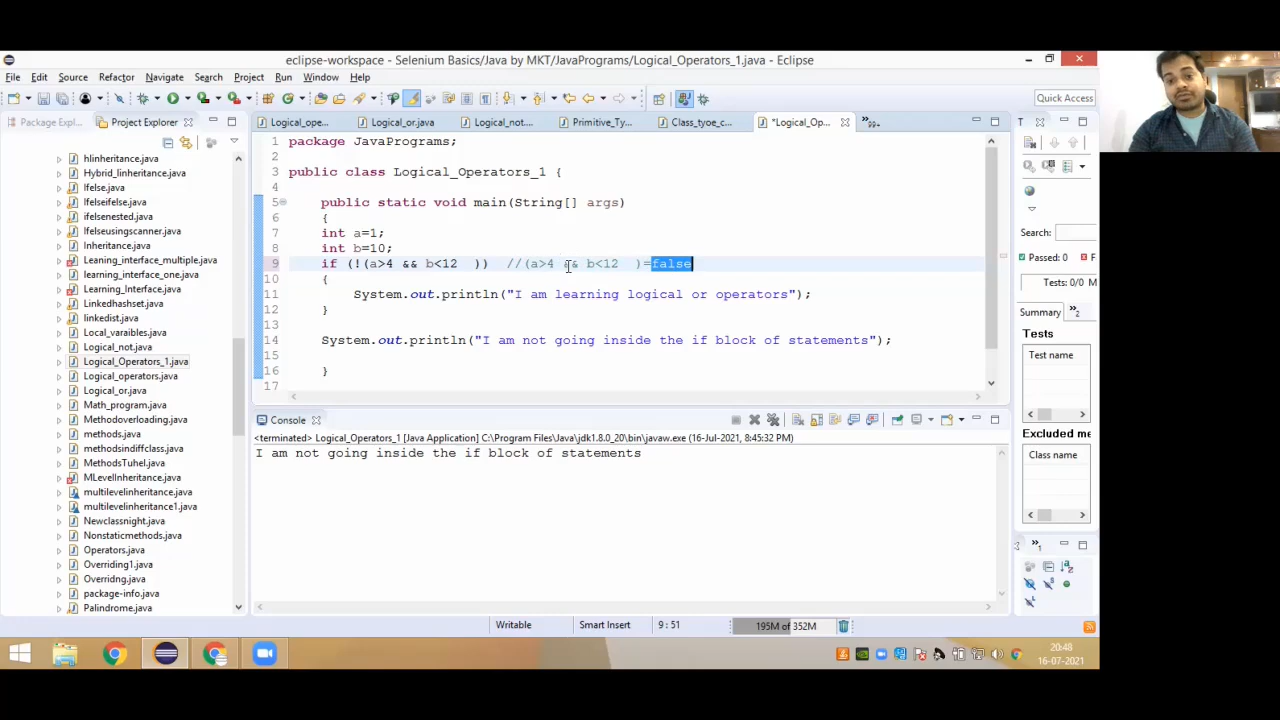 eclipse-workspace - Selenium Basics/Java by MKT/JavaPrograms/Logical_Operators_1.java - Eclipse
File Edit Source Refactor Navigate Search Project Run Window Help
Quick Access
Package Expl... Project Explorer
Logical_ope... Logical_or.java Logical_not.... Primitive_Ty... Class_tyoe_c... *Logical_Op...
hlinheritance.java
Hybrid_linheritance.java
Ifelse.java
Ifelseifelse.java
ifelsenested.java
Ifelseusingscanner.java
Inheritance.java
Leaning_interface_multiple.java
learning_interface_one.java
LearningInterface.java
Linkedhashset.java
linkedist.java
Local_varaibles.java
Logical_not.java
Logical_Operators_1.java
Logical_operators.java
Logical_or.java
Math_program.java
Methodoverloading.java
methods.java
methodsindiffclass.java
MethodsTuhel.java
MLevelInheritance.java
multilevelinheritance.java
multilevelinheritance1.java
Newclassnight.java
Nonstaticmethods.java
Operators.java
Overriding1.java
Overridng.java
package-info.java
Palindrome.java
1 package JavaPrograms;
2
3 public class Logical_Operators_1 {
4
5 public static void main(String[] args)
6 {
7 int a=1;
8 int b=10;
9 if (!(a>4 && b<12 )) //(a>4 && b<12 )=false
10 {
11 System.out.println("I am learning logical or operators");
12 }
13
14 System.out.println("I am not going inside the if block of statements");
15
16 }
17
Console
<terminated> Logical_Operators_1 [Java Application] C:\Program Files\Java\jdk1.8.0_20\bin\javaw.exe (16-Jul-2021, 8:45:32 PM)
I am not going inside the if block of statements
T
Search:
Passed: 0 F
Tests: 0/0 M
Summary
Tests
Test name
Excluded me
Class name
Writable Smart Insert 9 : 51 195M of 352M
20:48
16-07-2021